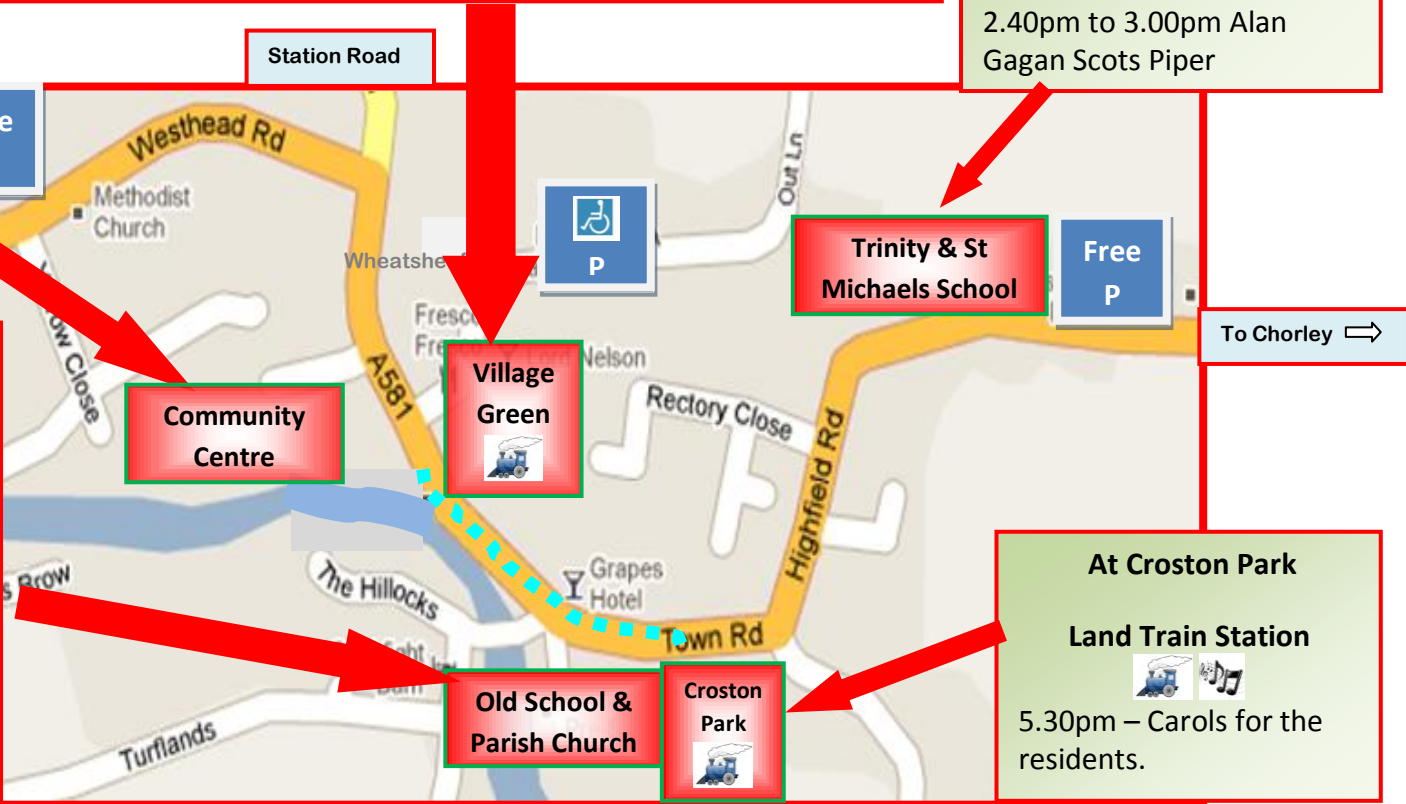 2.40pm to 3.00pm Alan
Gagan Scots Piper
Station Road
Westhead Rd
Methodist
Church
Out Ln
P
Trinity & St
Michaels School
Free
P
To Chorley
A581
Nelson
Village
Green
Community
Centre
Rectory Close
Highfield Rd
Grapes
Hotel
The Hillocks
Brow
Town Rd
Old School &
Parish Church
Croston
Park
Turflands
At Croston Park
Land Train Station
5.30pm – Carols for the
residents.